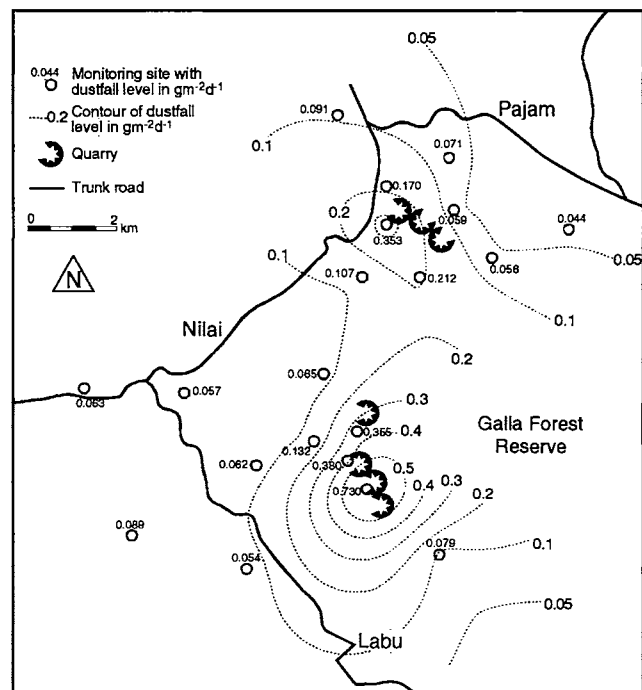 0.044
Monitoring site with
dustfall level in gm⁻²d⁻¹
0.2
Contour of dustfall
level in gm⁻²d⁻¹
Quarry
Trunk road
0 2
km
N
0.05
0.091
Pajam
0.1
0.071
0.170
0.2
0.059
0.353
0.044
0.1
0.056
0.05
0.107
0.212
0.1
Nilai
0.2
0.065
0.063
0.057
0.3
0.355
0.4
Galla Forest
Reserve
0.132
0.380
0.5
0.062
0.3
0.730
0.4
0.2
0.089
0.079
0.1
0.054
0.05
Labu